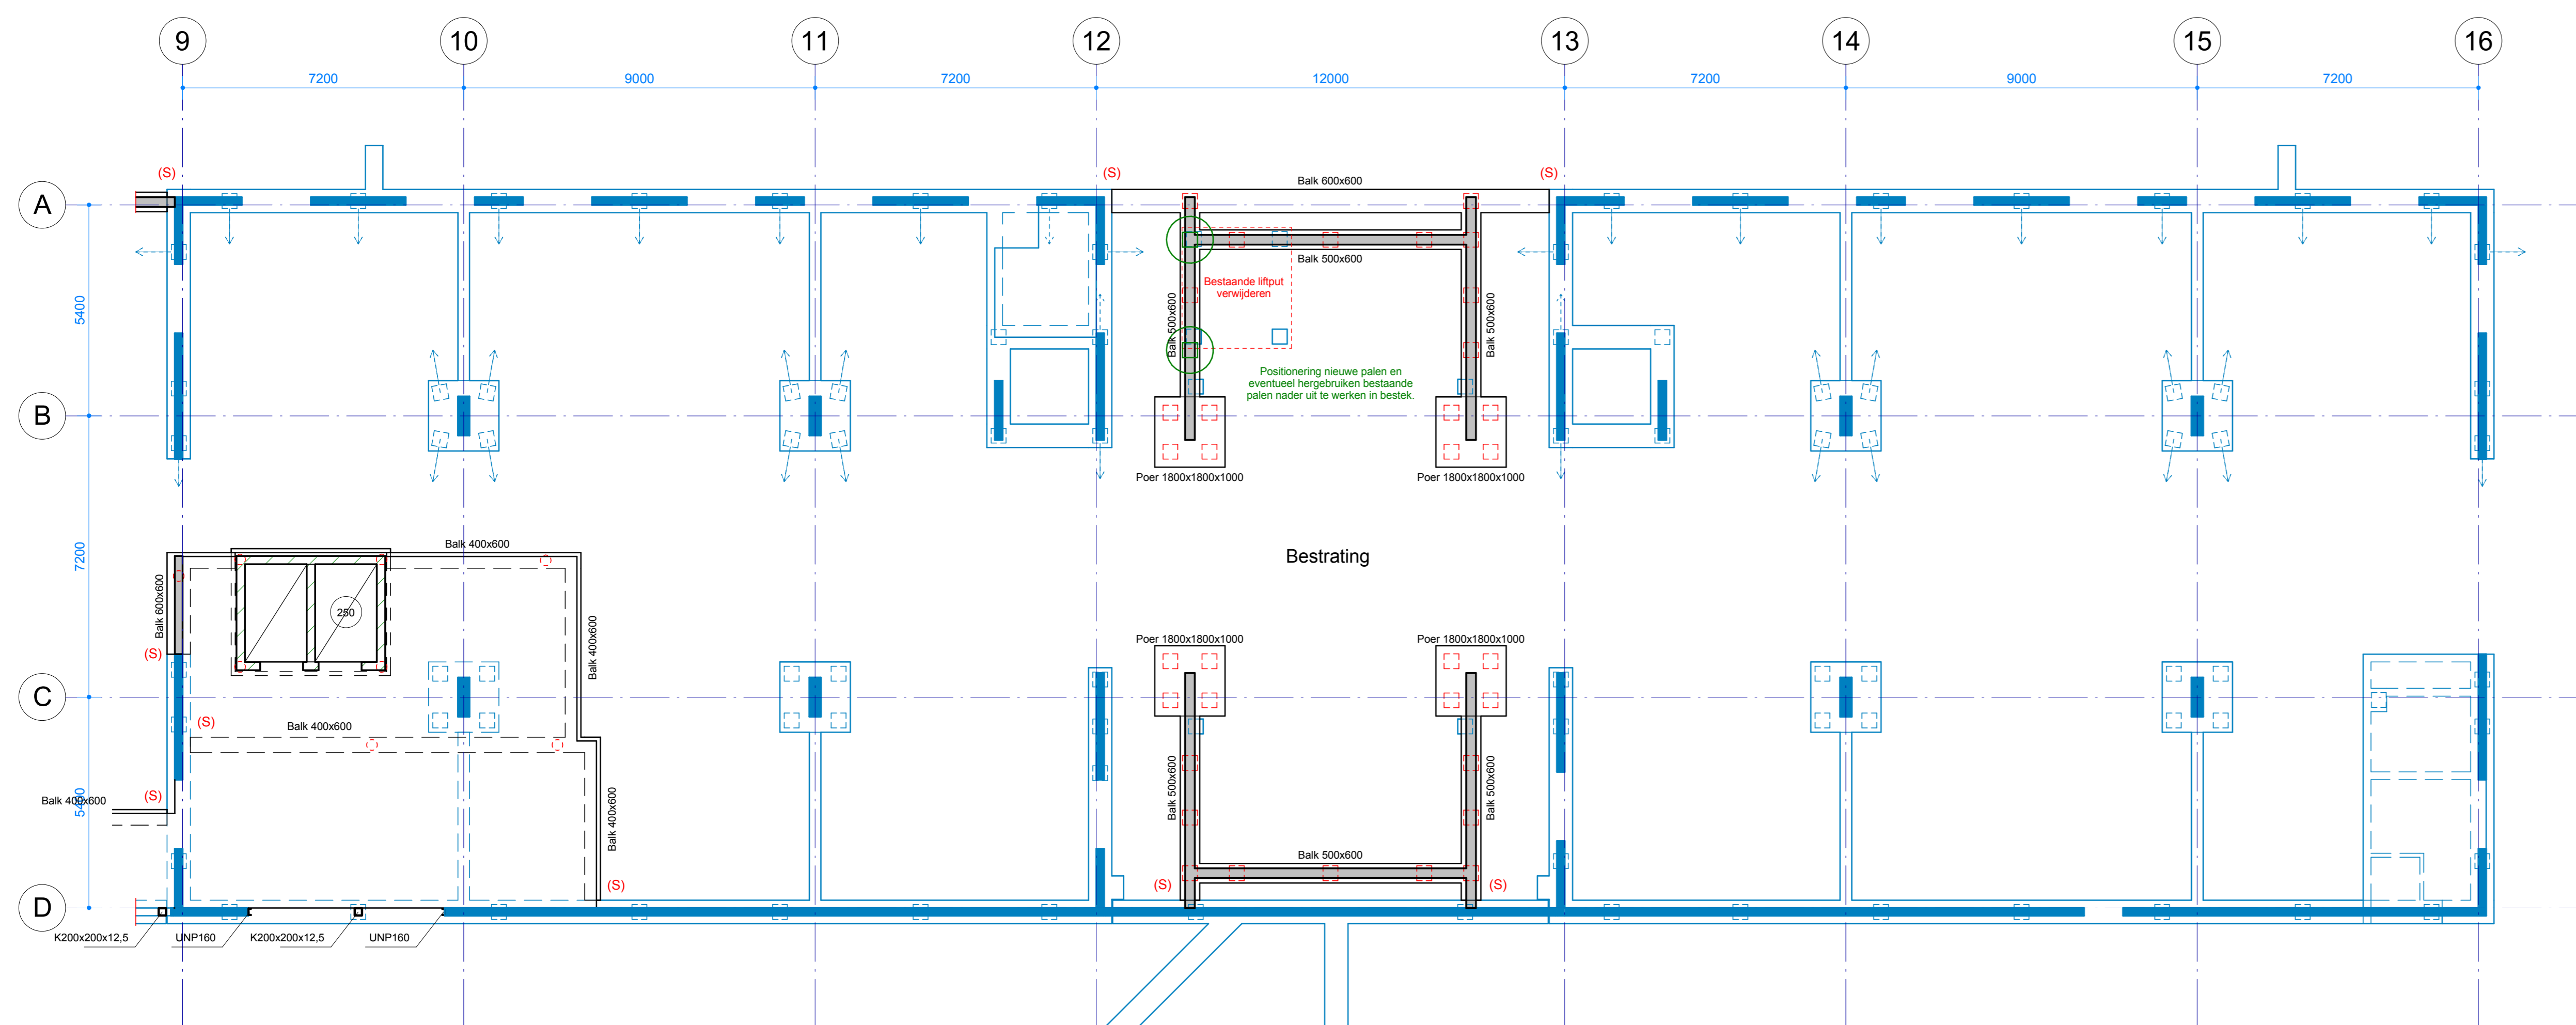 9 10 11 12 13 14 15 16
7200 9000 7200 12000 7200 9000 7200
(S) (S) (S)
Balk 600x600
A
Balk 500x600
Bestaande liftput
verwijderen
5400
Balk 500x600
Balk 500x600
Positionering nieuwe palen en
eventueel hergebruiken bestaande
palen nader uit te werken in bestek.
B
Poer 1800x1800x1000 Poer 1800x1800x1000
Balk 400x600
7200
Bestrating
Balk 600x600
250
Balk 400x600
Poer 1800x1800x1000 Poer 1800x1800x1000
(S)
C
(S)
Balk 400x600
Balk 500x600
Balk 500x600
(S)
Balk 400x600
5400
Balk 400x600
Balk 500x600
(S) (S) (S)
D
K200x200x12,5 UNP160 K200x200x12,5 UNP160